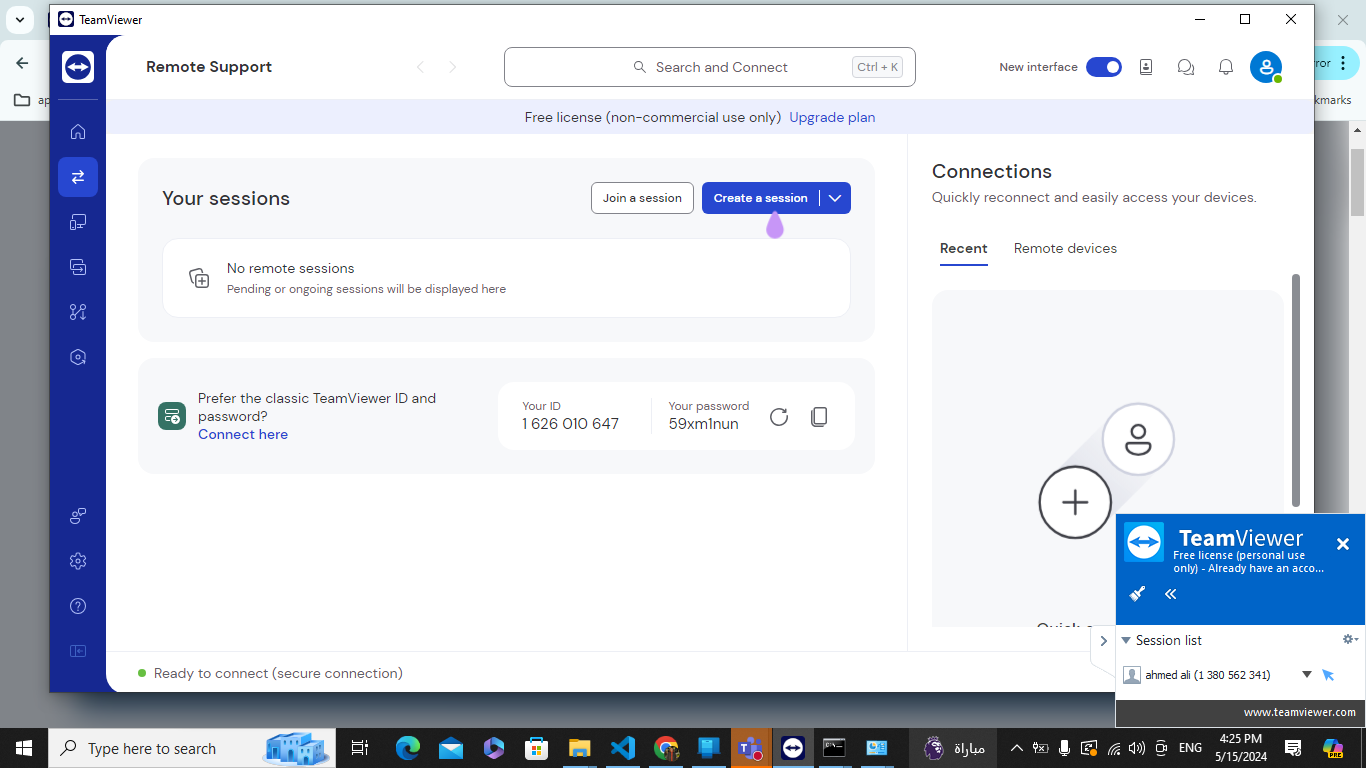 TeamViewer
Remote Support
Search and Connect
Ctrl + K
New interface
ror
ap
kmarks
Free license (non-commercial use only) Upgrade plan
Your sessions
Join a session
Create a session
No remote sessions
Pending or ongoing sessions will be displayed here
Prefer the classic TeamViewer ID and
password?
Connect here
Your ID
1 626 010 647
Your password
59xm1nun
Connections
Quickly reconnect and easily access your devices.
Recent
Remote devices
Ready to connect (secure connection)
TeamViewer
Free license (personal use
only) - Already have an acco...
Session list
ahmed ali (1 380 562 341)
www.teamviewer.com
Type here to search
مباراة
ENG
4:25 PM
5/15/2024
PRE